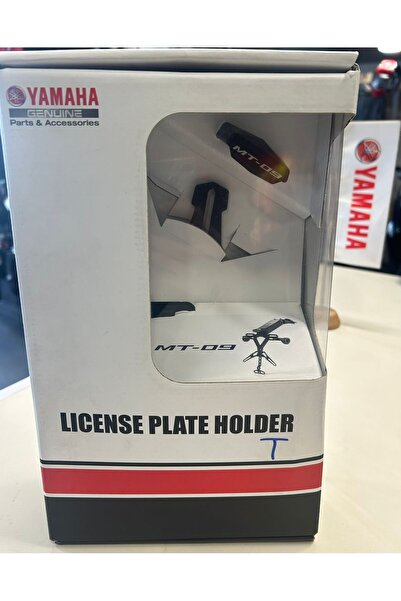 YAMAHA
GENUINE
Parts & Accessories
MT-09
YAMAHA
MT-09
LICENSE PLATE HOLDER
T